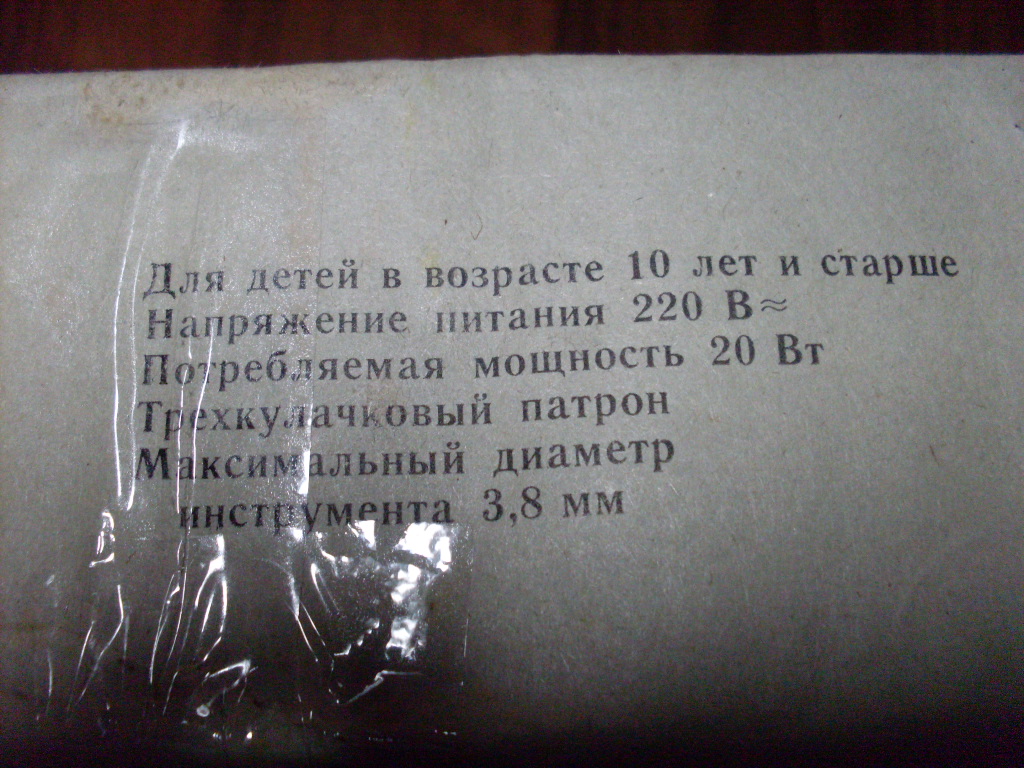 Для детей в возрасте 10 лет и старше
Напряжение питания 220 В≈
Потребляемая мощность 20 Вт
Трехкулачковый патрон
Максимальный диаметр
инструмента 3,8 мм